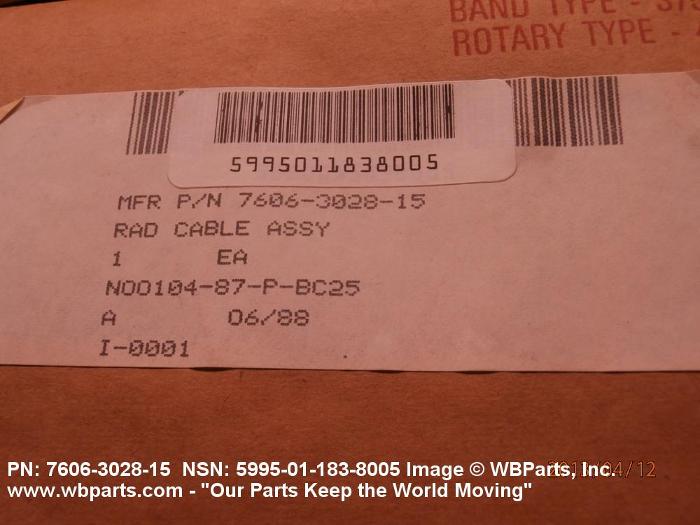 BAND TYPE -
ROTARY TYPE -
5995011838005
MFR P/N 7606-3028-15
RAD CABLE ASSY
1 EA
N00104-87-P-BC25
A 06/88
I-0001
PN: 7606-3028-15 NSN: 5995-01-183-8005 Image © WBParts, Inc.
www.wbparts.com - "Our Parts Keep the World Moving"